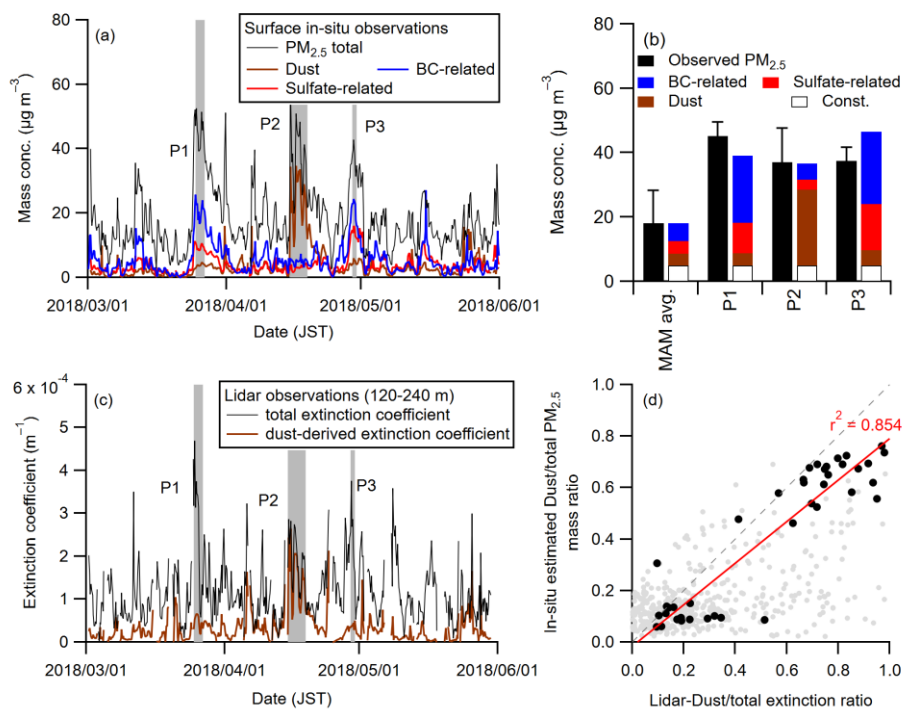 (a)
Surface in-situ observations
PM2.5 total
Dust
BC-related
Sulfate-related
P1
P2
P3
80
60
40
20
0
Mass conc. (μg m−3)
2018/03/01
2018/04/01
2018/05/01
2018/06/01
Date (JST)
(b)
Observed PM2.5
BC-related
Sulfate-related
Dust
Const.
80
60
40
20
0
Mass conc. (μg m−3)
MAM avg.
P1
P2
P3
(c)
Lidar observations (120-240 m)
total extinction coefficient
dust-derived extinction coefficient
P1
P2
P3
6 x 10−4
5
4
3
2
1
0
Extinction coefficient (m−1)
2018/03/01
2018/04/01
2018/05/01
2018/06/01
Date (JST)
(d)
r2 = 0.854
1.0
0.8
0.6
0.4
0.2
0.0
In-situ estimated Dust/total PM2.5
mass ratio
0.0
0.2
0.4
0.6
0.8
1.0
Lidar-Dust/total extinction ratio